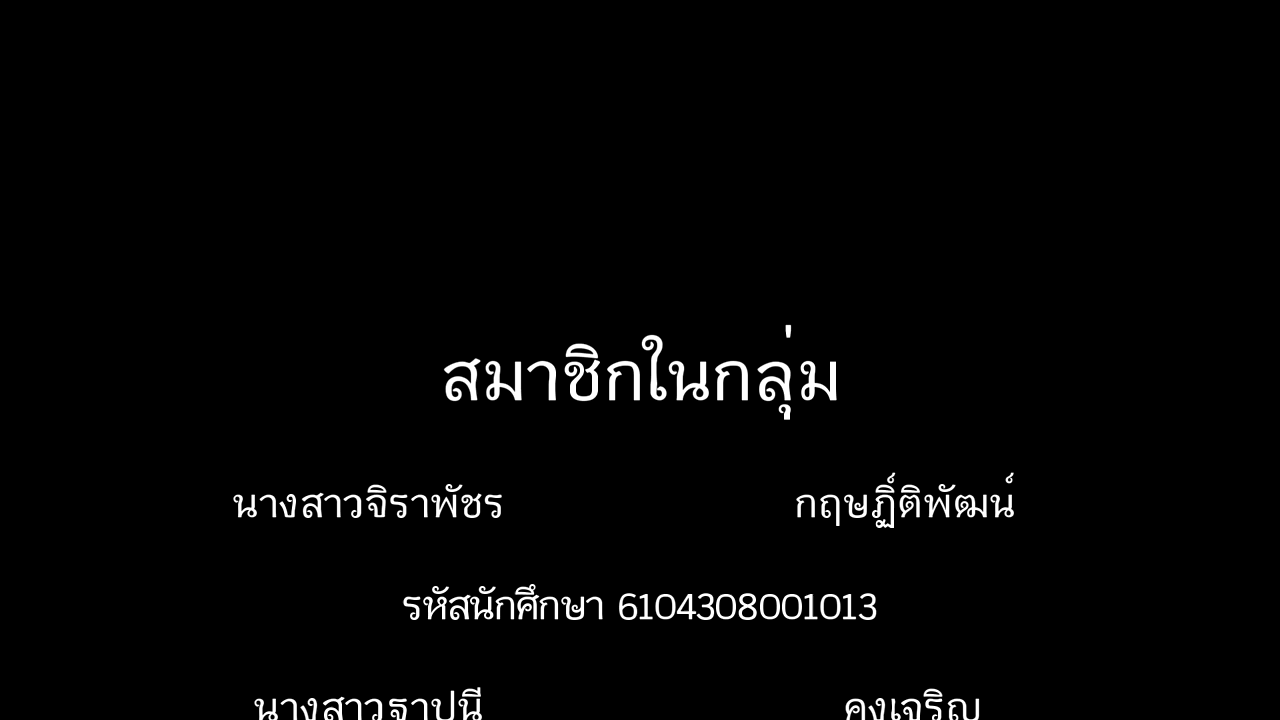 สมาชิกในกลุ่ม
นางสาวจิราพัชร กฤษฏิ์ติพัฒน์
รหัสนักศึกษา 6104308001013
นางสาวฐาปนี คงเจริญ